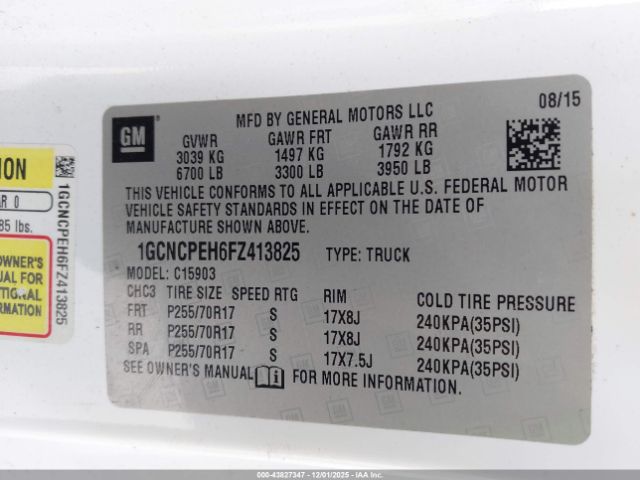 08/15
MFD BY GENERAL MOTORS LLC
GM
GVWR GAWR FRT GAWR RR
3039 KG 1497 KG 1792 KG
6700 LB 3300 LB 3950 LB
THIS VEHICLE CONFORMS TO ALL APPLICABLE U.S. FEDERAL MOTOR
VEHICLE SAFETY STANDARDS IN EFFECT ON THE DATE OF
MANUFACTURE SHOWN ABOVE.
1GCNCPEH6FZ413825 TYPE: TRUCK
MODEL: C15903
CHC3 TIRE SIZE SPEED RTG RIM COLD TIRE PRESSURE
FRT P255/70R17 S 17X8J 240KPA(35PSI)
RR P255/70R17 S 17X8J 240KPA(35PSI)
SPA P255/70R17 S 17X7.5J 240KPA(35PSI)
SEE OWNER'S MANUAL FOR MORE INFORMATION.
ION
AR 0
85 lbs.
OWNER'S
NUAL FOR
TIONAL
RMATION
1GCNCPEH6FZ413825
000-43827347 - 12/01/2025 - IAAI.COM